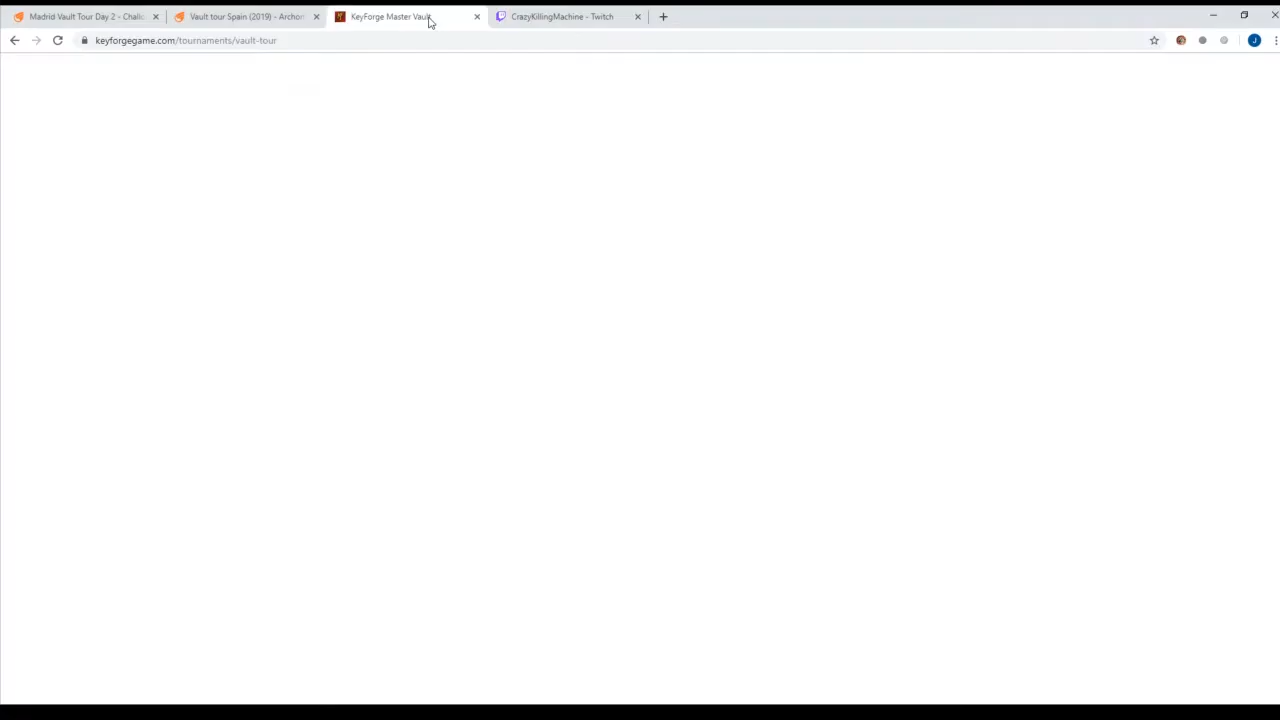 Madrid Vault Tour Day 2 - Challo
Vault tour Spain (2019) - Archon
KeyForge Master Vault
CrazyKillingMachine - Twitch
keyforgegame.com/tournaments/vault-tour
J